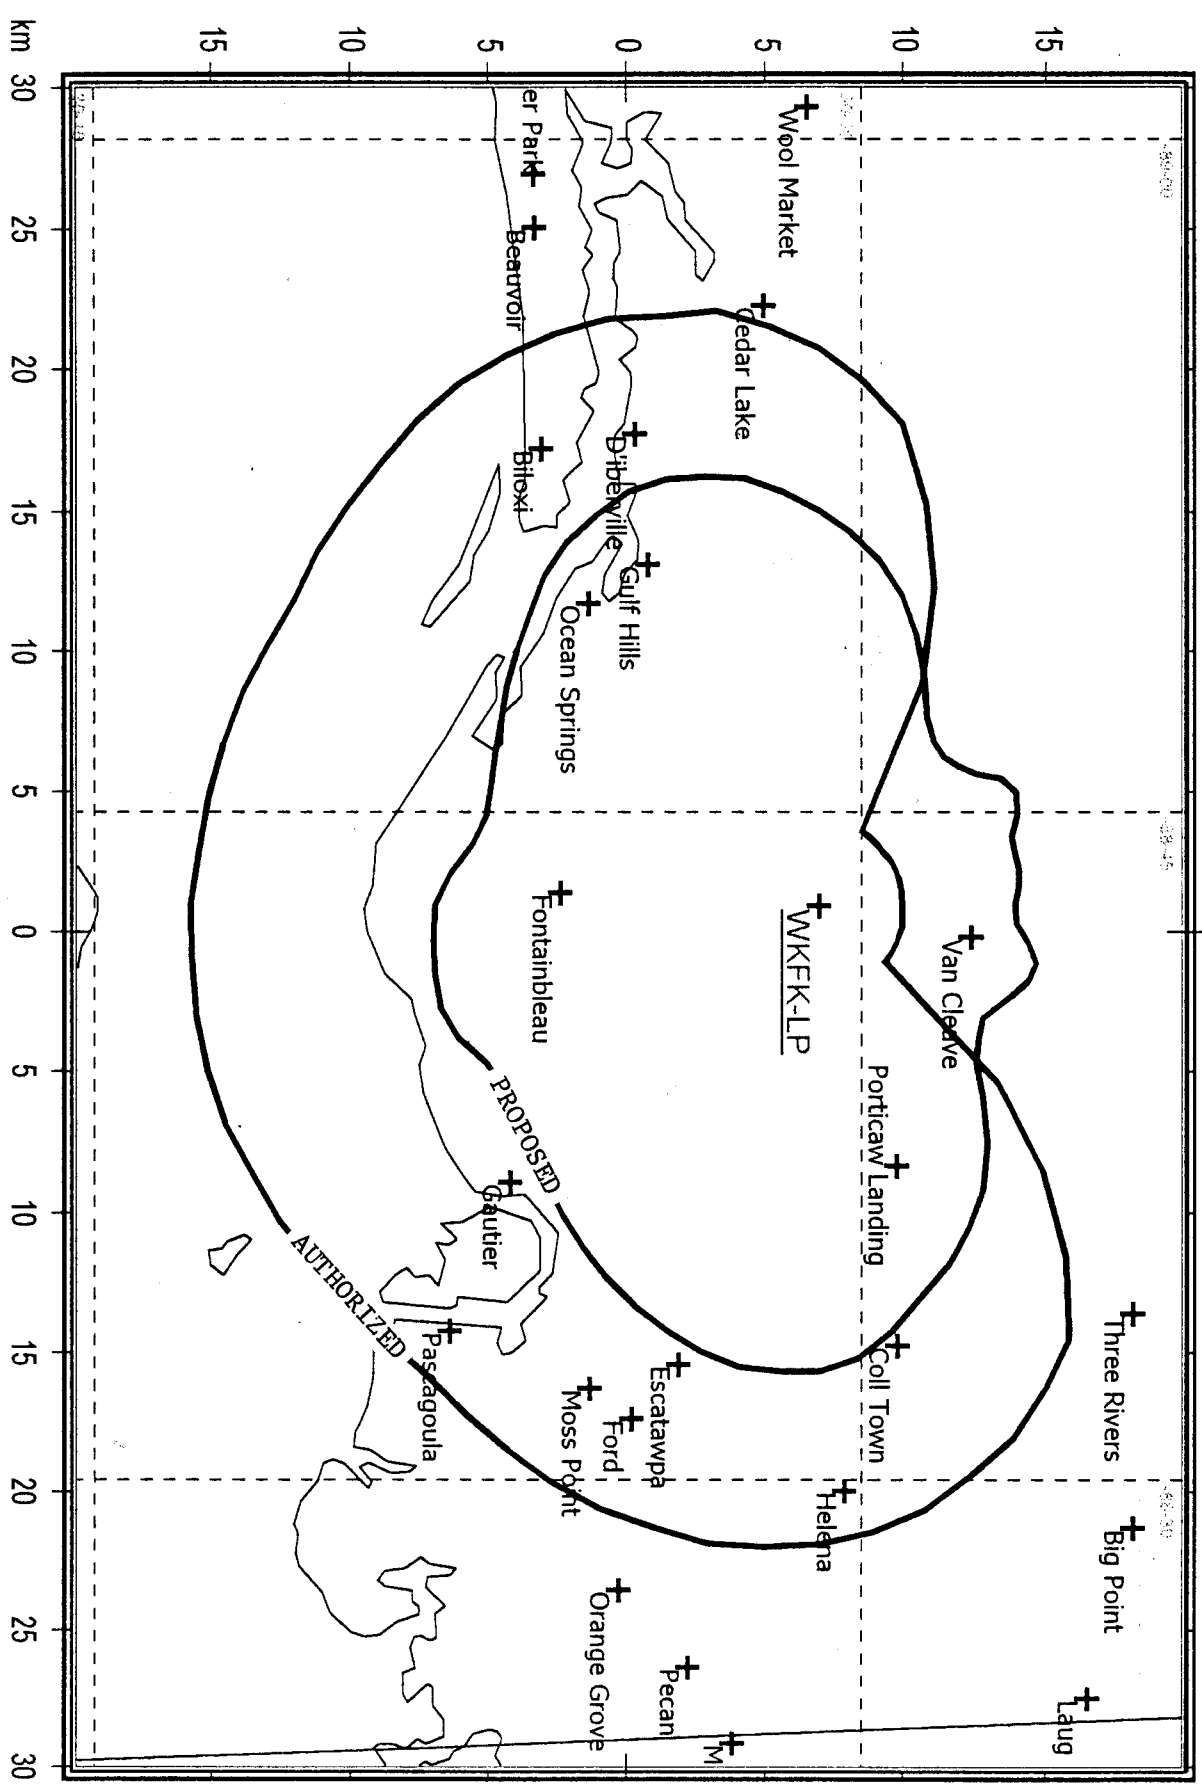 km
15
10
5
0
5
10
15
30
25
20
15
10
5
0
5
10
15
20
25
30
Three Rivers
Big Point
Laug
Van Cleave
Porticaw Landing
Coll Town
Wool Market
WKFK-LP
Helena
Cedar Lake
M
Escatawpa
Pecan
D'iberville
Gulf Hills
Ford
Orange Grove
Ocean Springs
Moss Point
er Park
Beauvoir
Biloxi
Fontainbleau
PROPOSED
Gautier
Pascagoula
AUTHORIZED